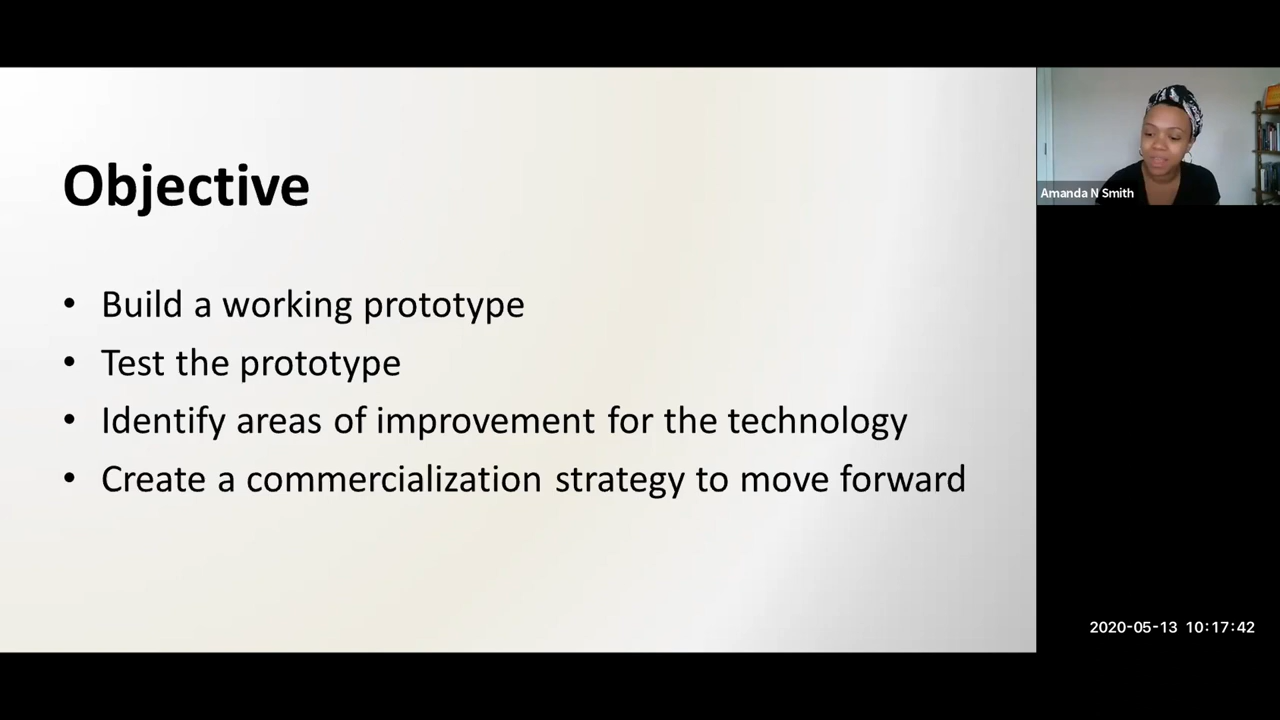 Objective
• Build a working prototype
• Test the prototype
• Identify areas of improvement for the technology
• Create a commercialization strategy to move forward
Amanda N Smith
2020-05-13 10:17:42